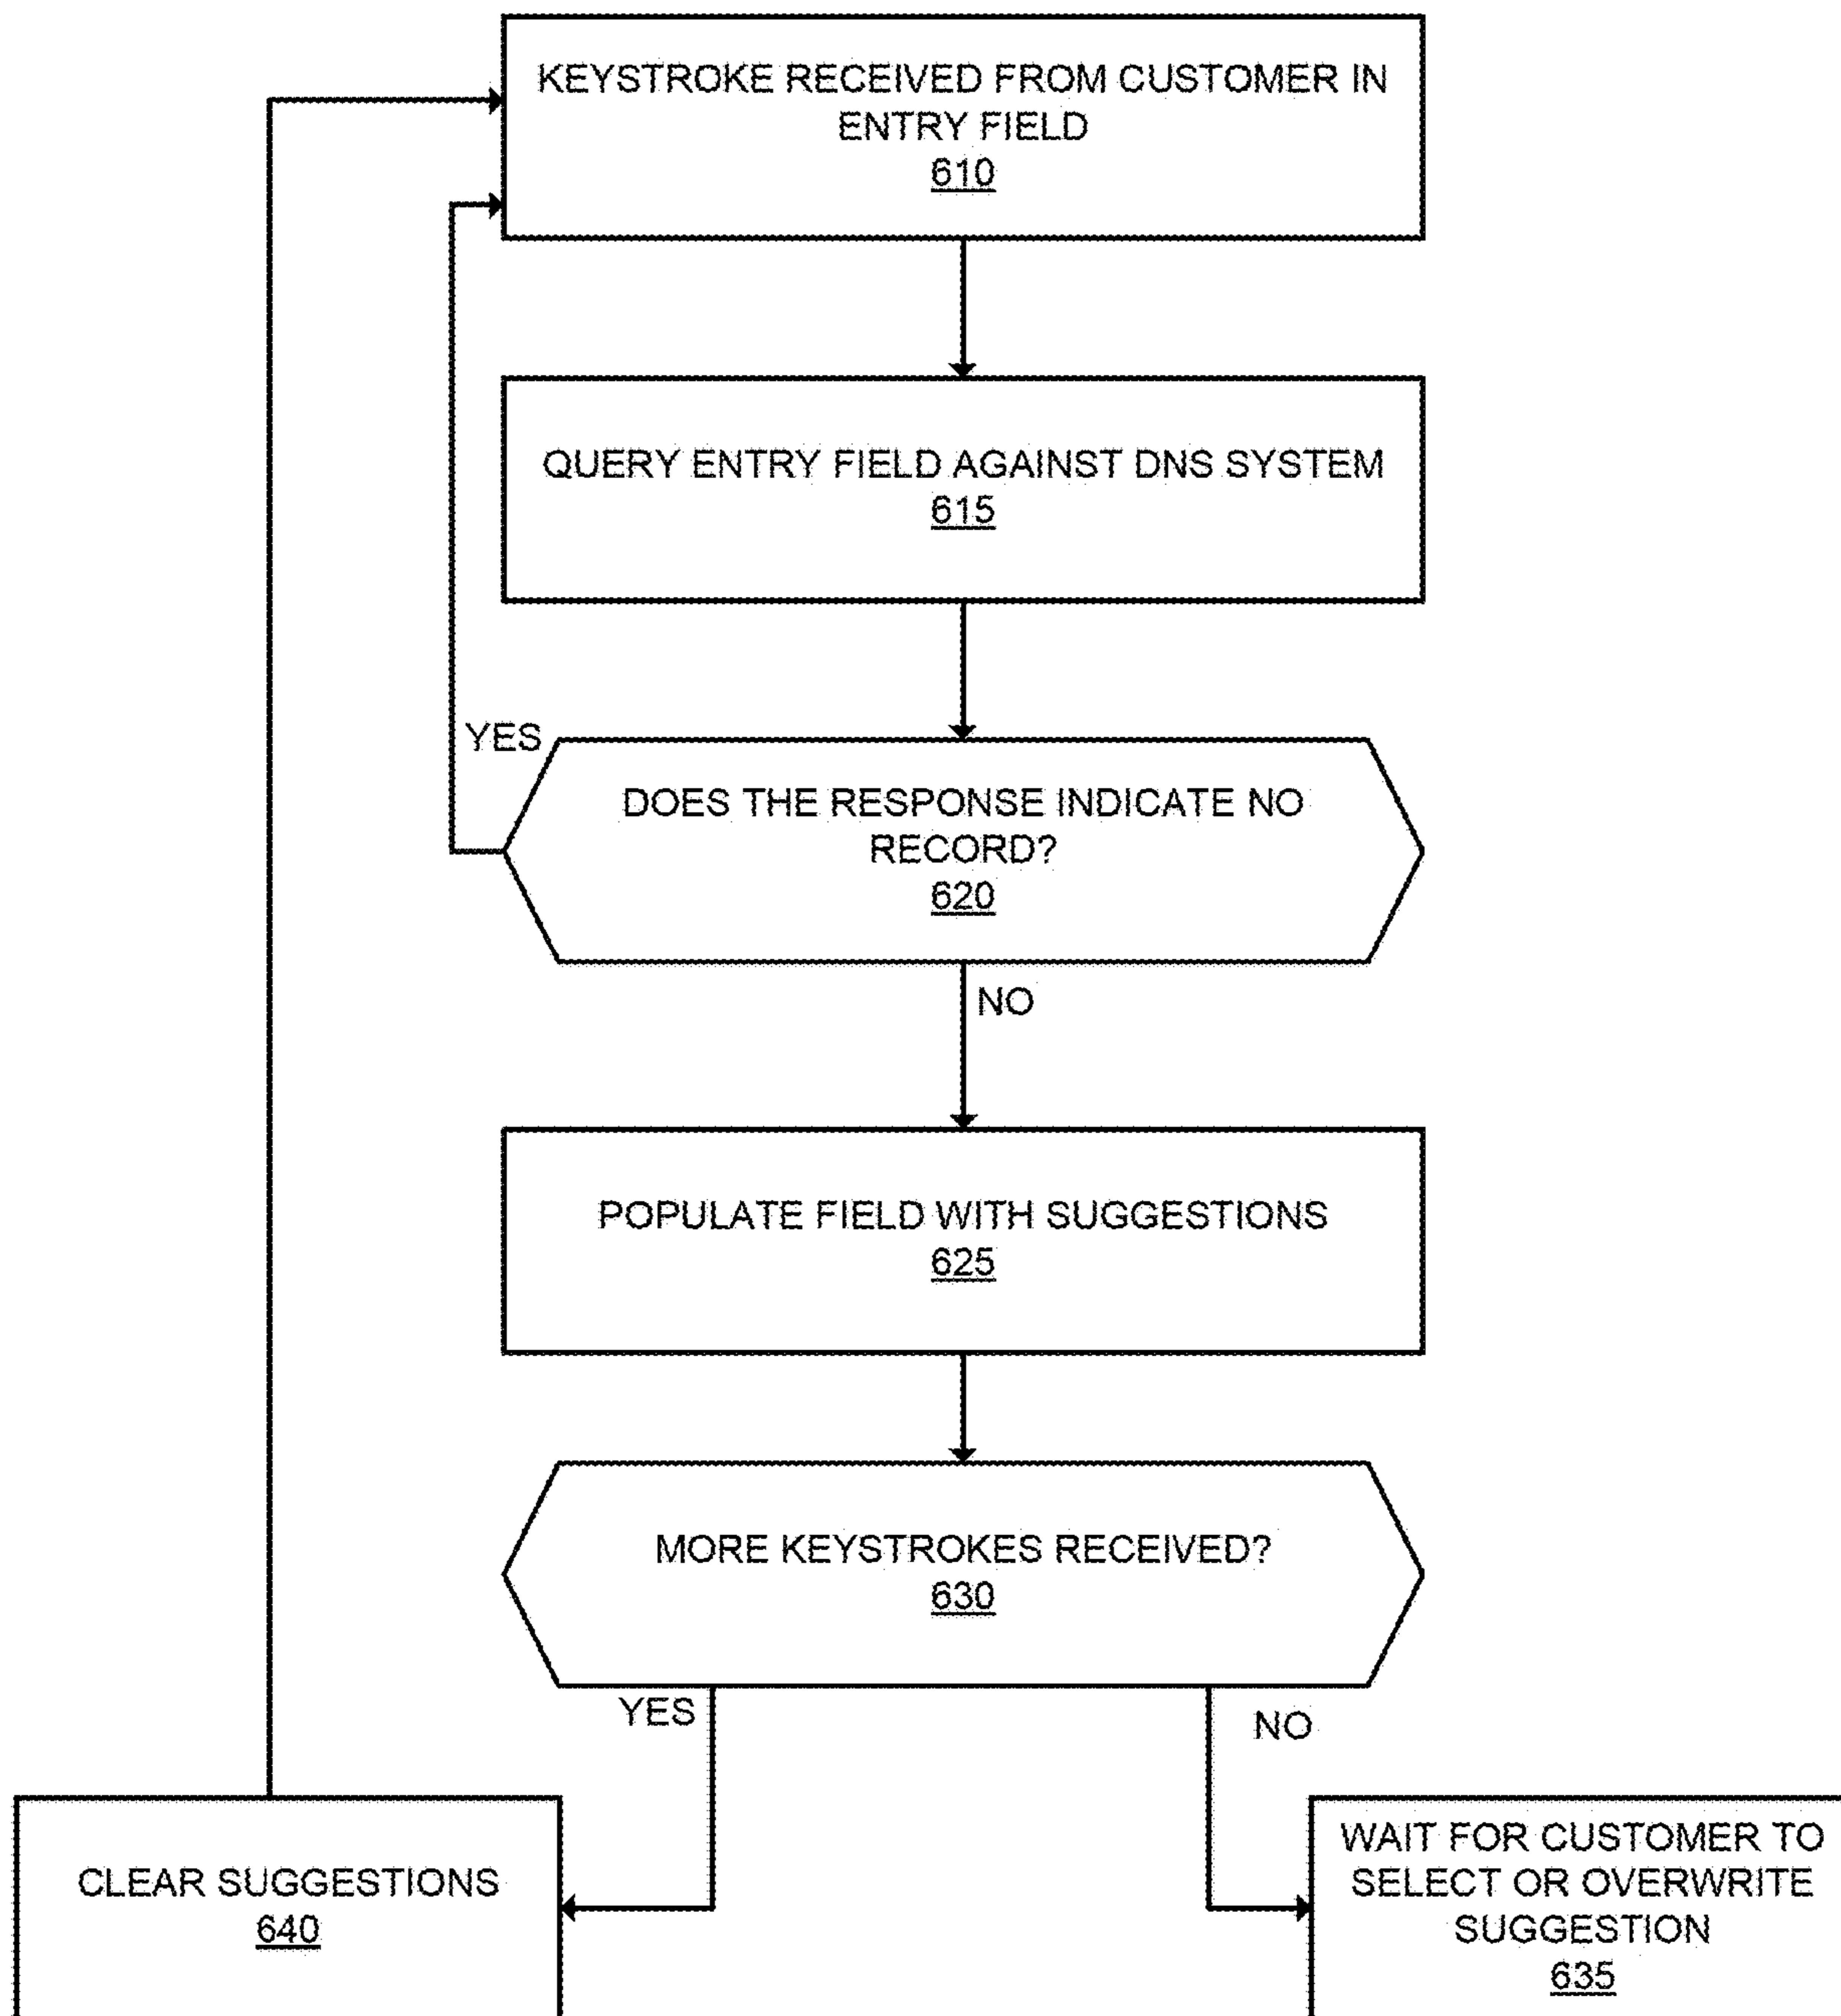 KEYSTROKE RECEIVED FROM CUSTOMER IN
ENTRY FIELD
610
QUERY ENTRY FIELD AGAINST DNS SYSTEM
615
YES
DOES THE RESPONSE INDICATE NO
RECORD?
620
NO
POPULATE FIELD WITH SUGGESTIONS
625
MORE KEYSTROKES RECEIVED?
630
YES
NO
CLEAR SUGGESTIONS
640
WAIT FOR CUSTOMER TO
SELECT OR OVERWRITE
SUGGESTION
635